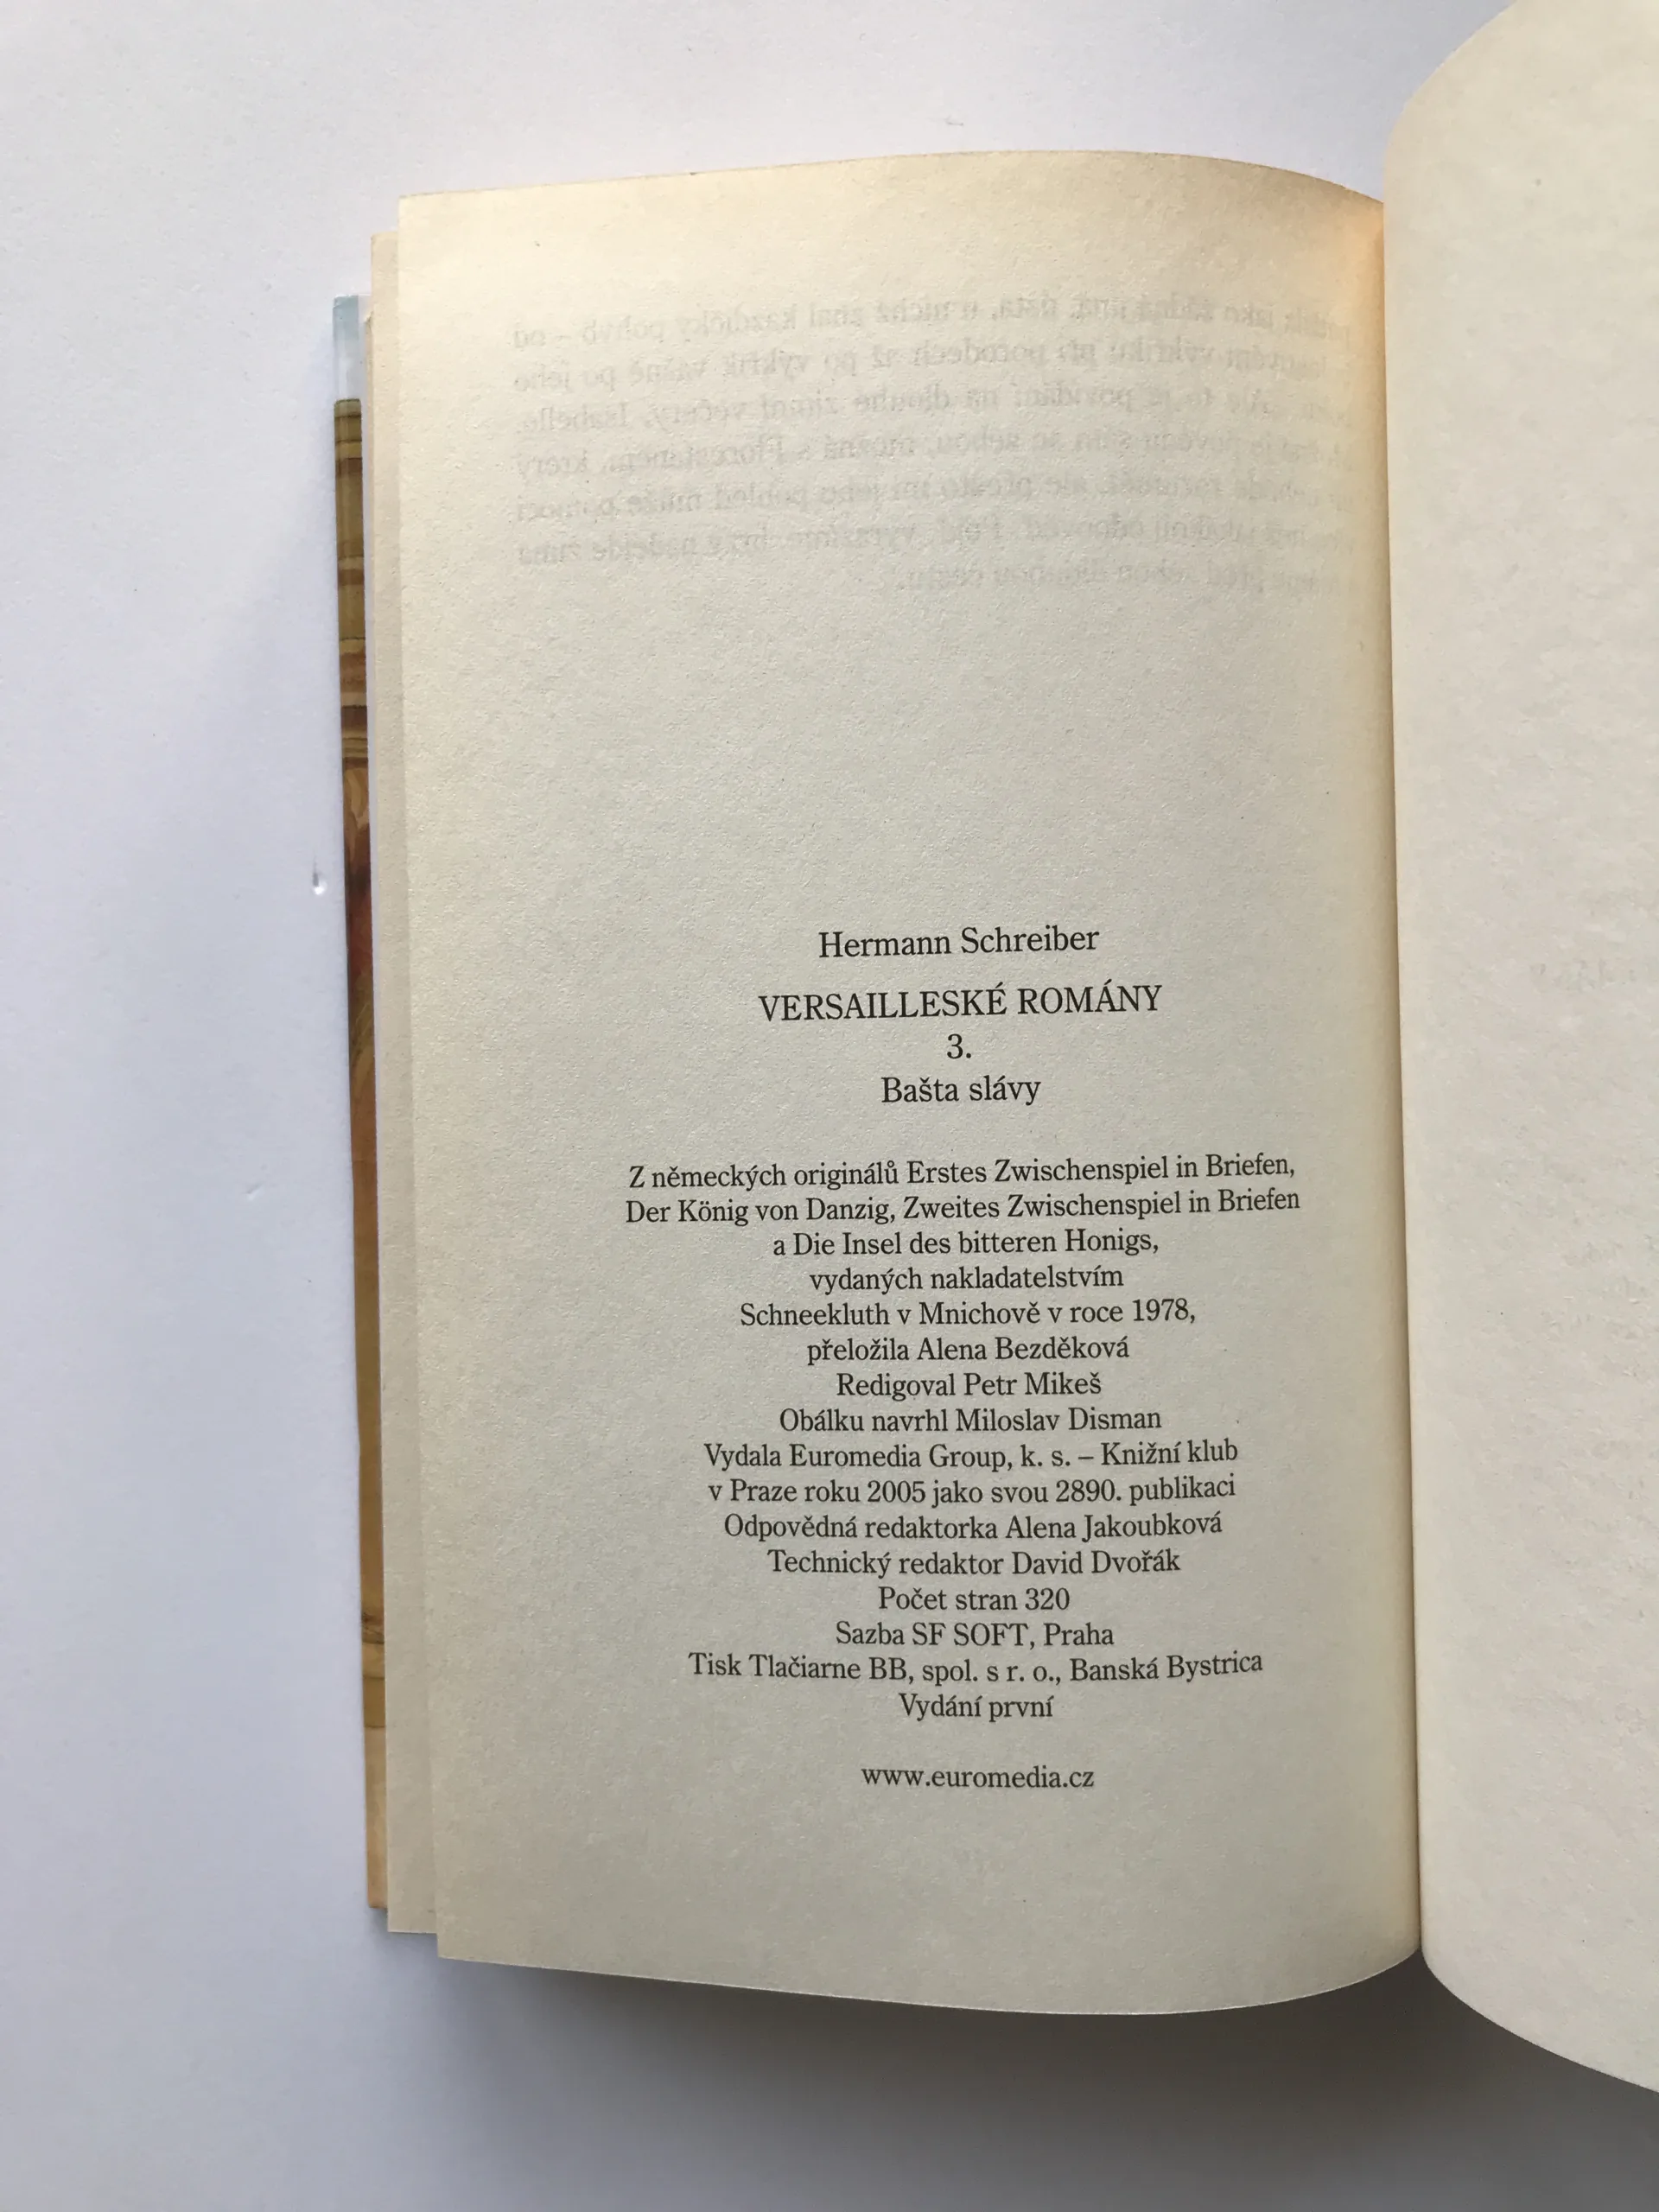 Hermann Schreiber
VERSAILLESKÉ ROMÁNY
3.
Bašta slávy
Z německých originálů Erstes Zwischenspiel in Briefen,
Der König von Danzig, Zweites Zwischenspiel in Briefen
a Die Insel des bitteren Honigs,
vydaných nakladatelstvím
Schneekluth v Mnichově v roce 1978,
přeložila Alena Bezděková
Redigoval Petr Mikeš
Obálku navrhl Miloslav Disman
Vydala Euromedia Group, k. s. – Knižní klub
v Praze roku 2005 jako svou 2890. publikaci
Odpovědná redaktorka Alena Jakoubková
Technický redaktor David Dvořák
Počet stran 320
Sazba SF SOFT, Praha
Tisk Tlačiarne BB, spol. s r. o., Banská Bystrica
Vydání první
www.euromedia.cz